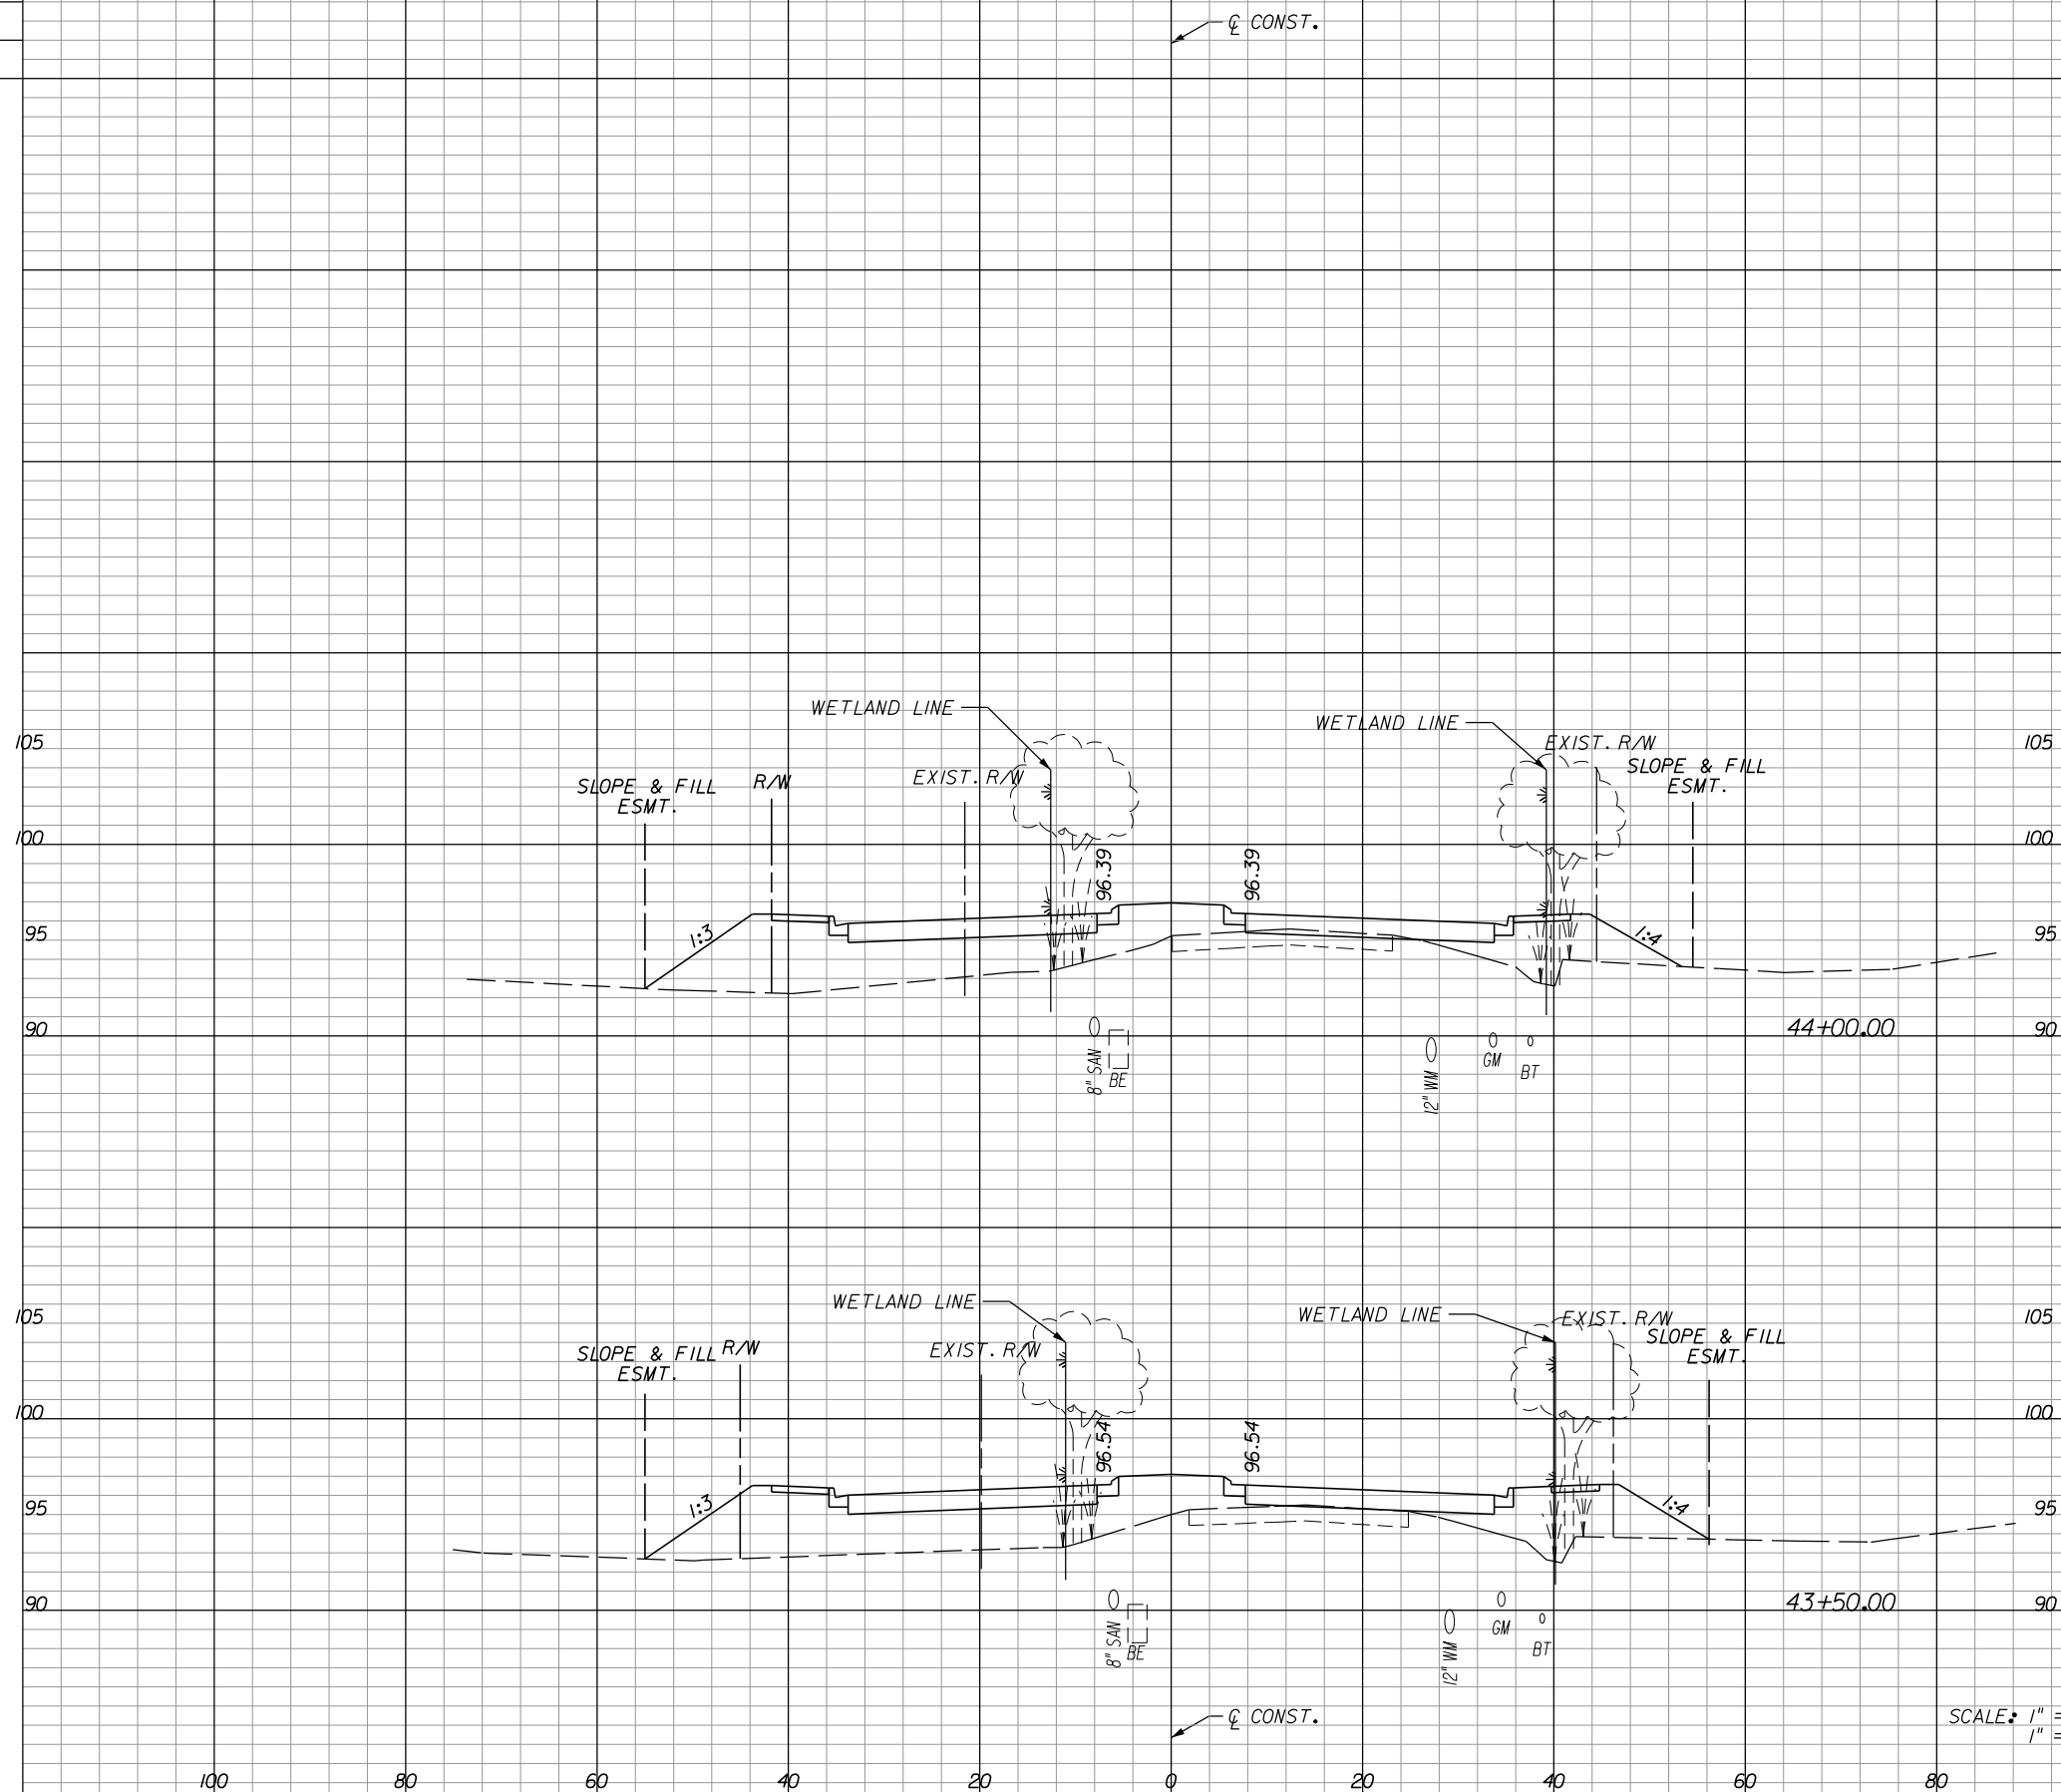 ℄ CONST.
WETLAND LINE
WETLAND LINE
105
EXIST. R/W
105
SLOPE & FILL
ESMT.
R/W
EXIST. R/W
SLOPE & FILL
ESMT.
100
96.39
96.39
100
95
1:3
1:4
95
90
44+00.00
90
8" SAN
BE
12" WM
GM
BT
WETLAND LINE
WETLAND LINE
105
EXIST. R/W
105
SLOPE & FILL
ESMT.
R/W
EXIST. R/W
SLOPE & FILL
ESMT.
100
96.54
96.54
100
95
1:3
1:4
95
90
43+50.00
90
8" SAN
BE
12" WM
GM
BT
℄ CONST.
SCALE: 1" =
1" =
100 80 60 40 20 0 20 40 60 80